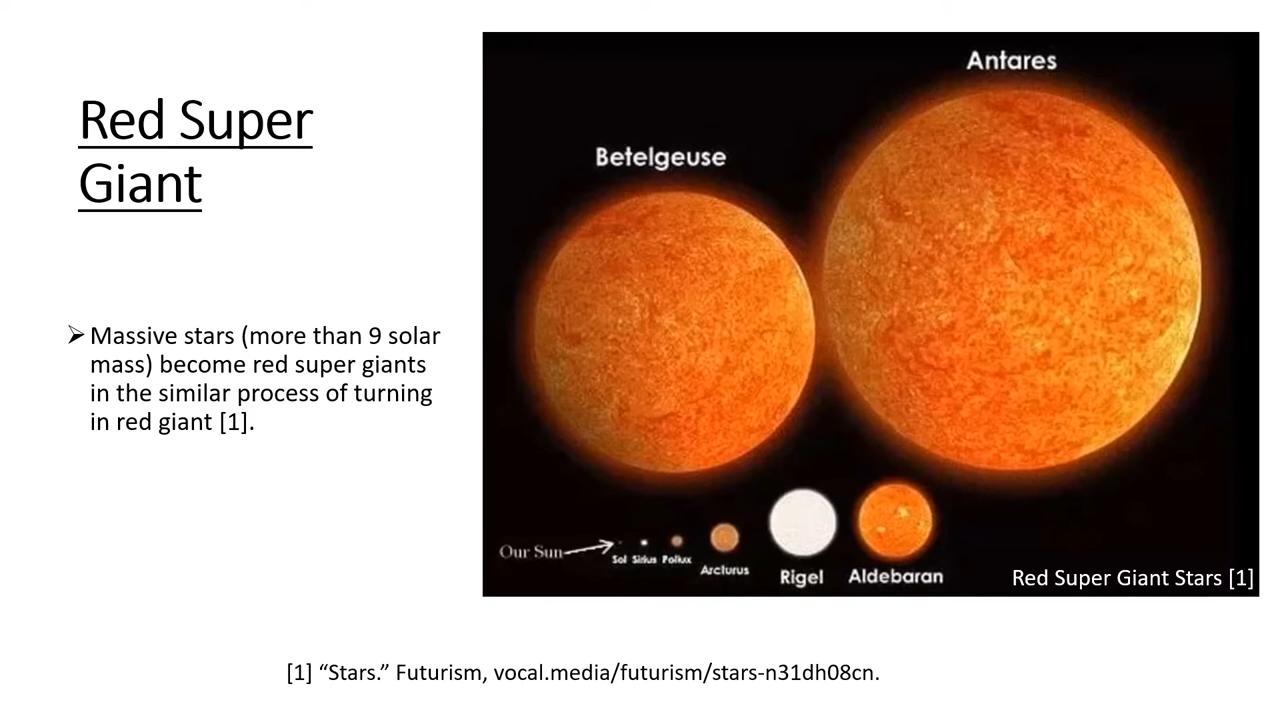 Red Super
Giant
Massive stars (more than 9 solar
mass) become red super giants
in the similar process of turning
in red giant [1].
Antares
Betelgeuse
Our Sun
Sol
Sirius
Pollux
Arcturus
Rigel
Aldebaran
Red Super Giant Stars [1]
[1] “Stars.” Futurism, vocal.media/futurism/stars-n31dh08cn.